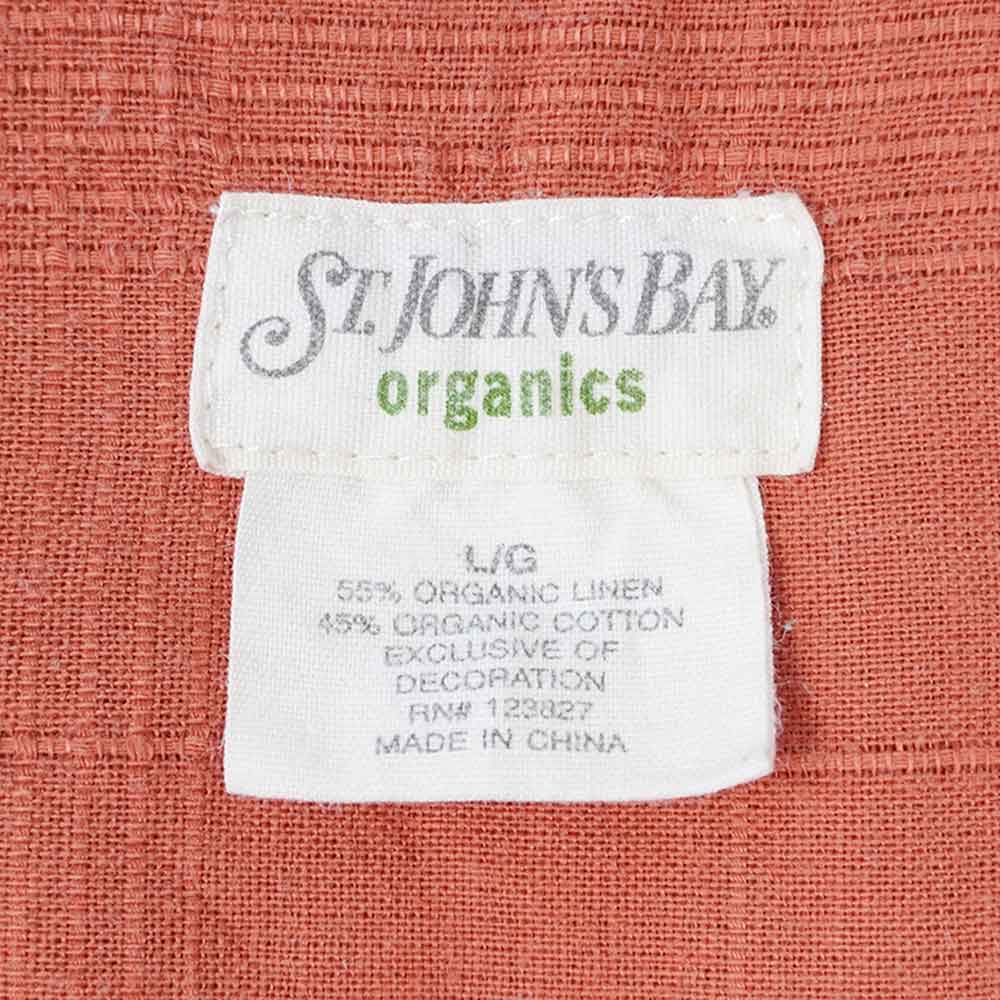 ST. JOHN'S BAY®
organics
L/G
55% ORGANIC LINEN
45% ORGANIC COTTON
EXCLUSIVE OF
DECORATION
RN# 123827
MADE IN CHINA